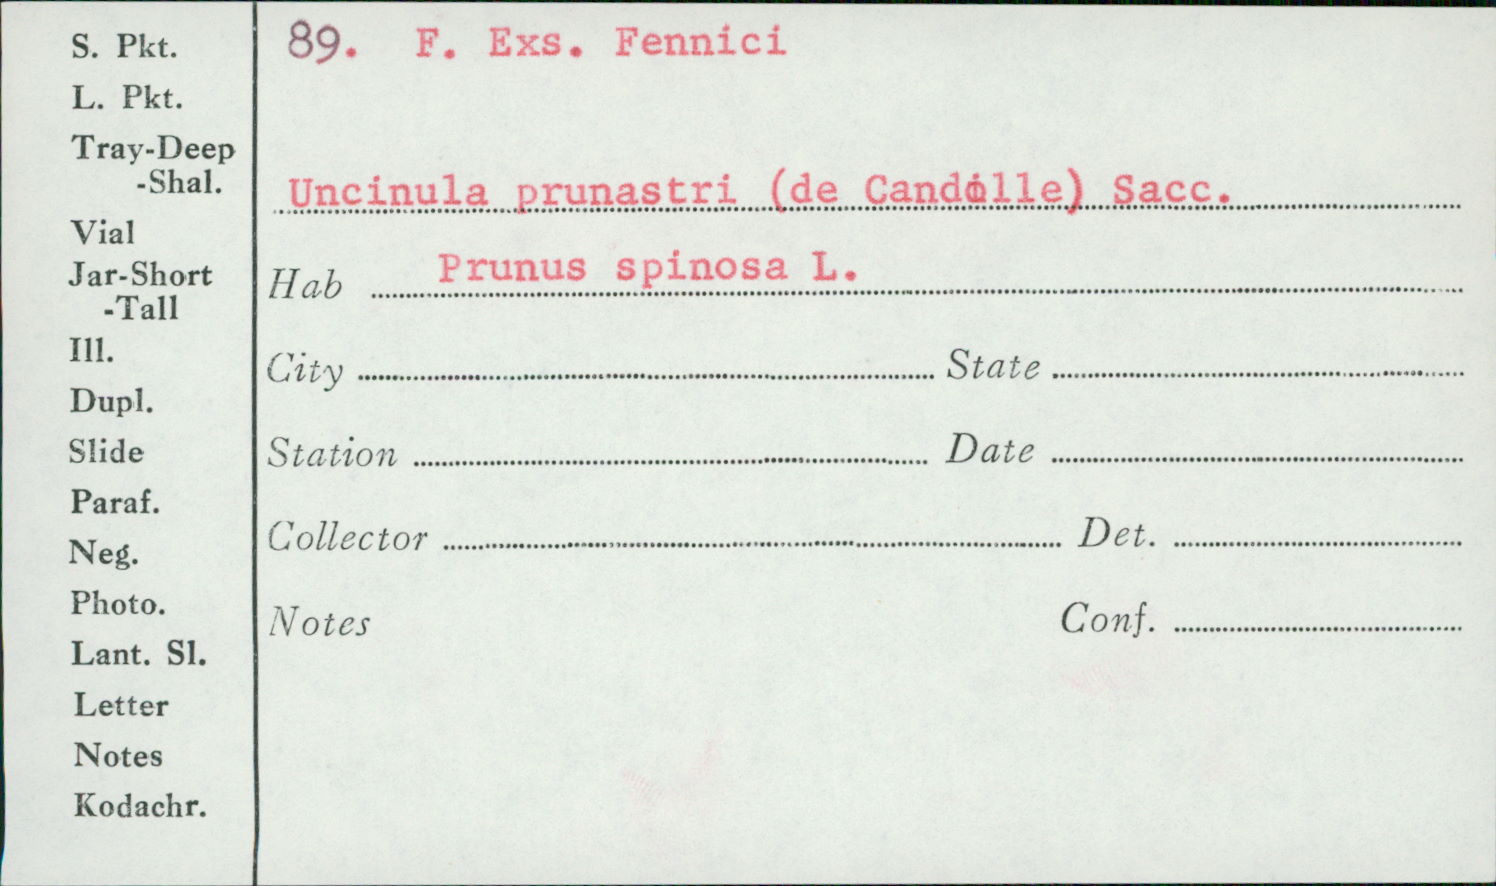 S. Pkt.
L. Pkt.
Tray-Deep
-Shal.
Vial
Jar-Short
-Tall
Ill.
Dupl.
Slide
Paraf.
Neg.
Photo.
Lant. Sl.
Letter
Notes
Kodachr.
89. F. Exs. Fennici
Uncinula prunastri (de Candolle) Sacc.
Hab Prunus spinosa L.
City State
Station Date
Collector Det.
Notes Conf.